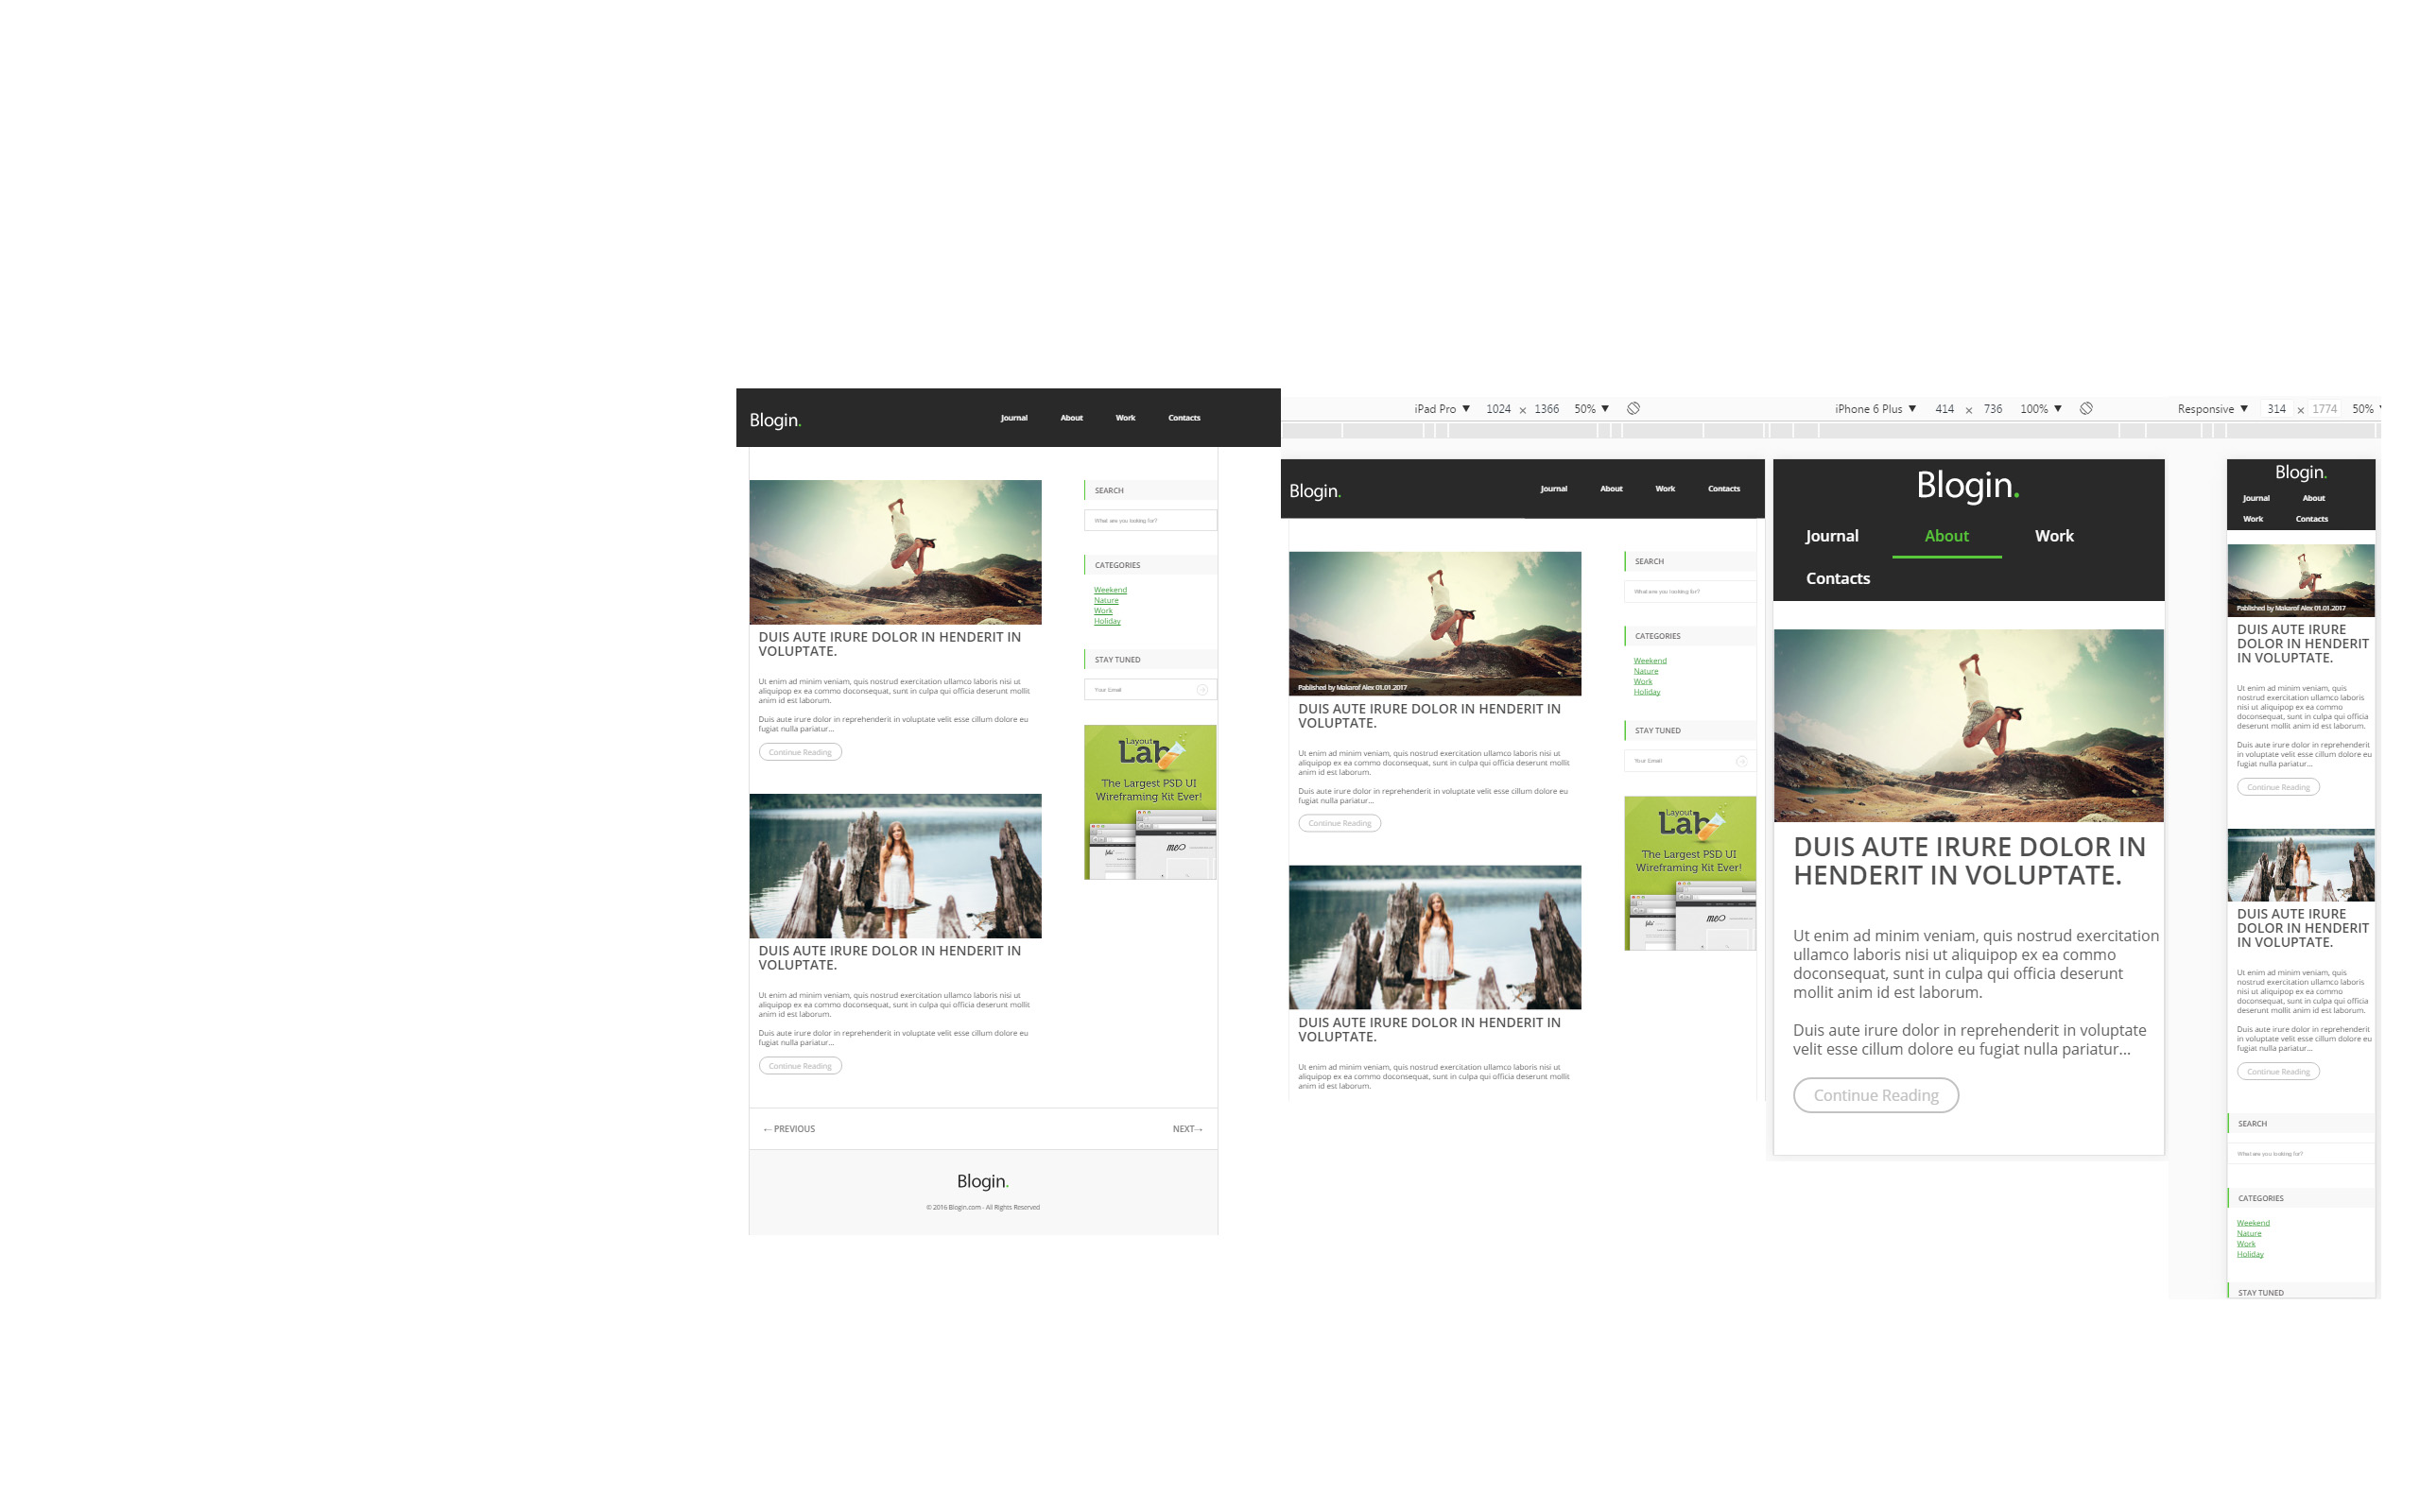 Blogin.
Journal About Work Contacts
DUIS AUTE IRURE DOLOR IN HENDERIT IN
VOLUPTATE.
Ut enim ad minim veniam, quis nostrud exercitation ullamco laboris nisi ut
aliquipop ex ea commo doconsequat, sunt in culpa qui officia deserunt mollit
anim id est laborum.
Duis aute irure dolor in reprehenderit in voluptate velit esse cillum dolore eu
fugiat nulla pariatur...
Continue Reading
DUIS AUTE IRURE DOLOR IN HENDERIT IN
VOLUPTATE.
Ut enim ad minim veniam, quis nostrud exercitation ullamco laboris nisi ut
aliquipop ex ea commo doconsequat, sunt in culpa qui officia deserunt mollit
anim id est laborum.
Duis aute irure dolor in reprehenderit in voluptate velit esse cillum dolore eu
fugiat nulla pariatur...
Continue Reading
SEARCH
What are you looking for?
CATEGORIES
Weekend
Nature
Work
Holiday
STAY TUNED
Your Email
Layout
Lab
The Largest PSD UI
Wireframing Kit Ever!
meo
← PREVIOUS NEXT→
Blogin.
© 2016 Blogin.com - All Rights Reserved
iPad Pro ▼ 1024 × 1366 50% ▼
Blogin.
Journal About Work Contacts
Pablished by Makarof Alex 01.01.2017
DUIS AUTE IRURE DOLOR IN HENDERIT IN
VOLUPTATE.
Ut enim ad minim veniam, quis nostrud exercitation ullamco laboris nisi ut
aliquipop ex ea commo doconsequat, sunt in culpa qui officia deserunt mollit
anim id est laborum.
Duis aute irure dolor in reprehenderit in voluptate velit esse cillum dolore eu
fugiat nulla pariatur...
Continue Reading
DUIS AUTE IRURE DOLOR IN HENDERIT IN
VOLUPTATE.
Ut enim ad minim veniam, quis nostrud exercitation ullamco laboris nisi ut
aliquipop ex ea commo doconsequat, sunt in culpa qui officia deserunt mollit
anim id est laborum.
SEARCH
What are you looking for?
CATEGORIES
Weekend
Nature
Work
Holiday
STAY TUNED
Your Email
Layout
Lab
The Largest PSD UI
Wireframing Kit Ever!
meo
iPhone 6 Plus ▼ 414 × 736 100% ▼
Blogin.
Journal About Work
Contacts
DUIS AUTE IRURE DOLOR IN
HENDERIT IN VOLUPTATE.
Ut enim ad minim veniam, quis nostrud exercitation
ullamco laboris nisi ut aliquipop ex ea commo
doconsequat, sunt in culpa qui officia deserunt
mollit anim id est laborum.
Duis aute irure dolor in reprehenderit in voluptate
velit esse cillum dolore eu fugiat nulla pariatur...
Continue Reading
Responsive ▼ 314 × 1774 50%
Blogin.
Journal About
Work Contacts
Pablished by Makarof Alex 01.01.2017
DUIS AUTE IRURE
DOLOR IN HENDERIT
IN VOLUPTATE.
Ut enim ad minim veniam, quis
nostrud exercitation ullamco laboris
nisi ut aliquipop ex ea commo
doconsequat, sunt in culpa qui officia
deserunt mollit anim id est laborum.
Duis aute irure dolor in reprehenderit
in voluptate velit esse cillum dolore eu
fugiat nulla pariatur...
Continue Reading
DUIS AUTE IRURE
DOLOR IN HENDERIT
IN VOLUPTATE.
Ut enim ad minim veniam, quis
nostrud exercitation ullamco laboris
nisi ut aliquipop ex ea commo
doconsequat, sunt in culpa qui officia
deserunt mollit anim id est laborum.
Duis aute irure dolor in reprehenderit
in voluptate velit esse cillum dolore eu
fugiat nulla pariatur...
Continue Reading
SEARCH
What are you looking for?
CATEGORIES
Weekend
Nature
Work
Holiday
STAY TUNED